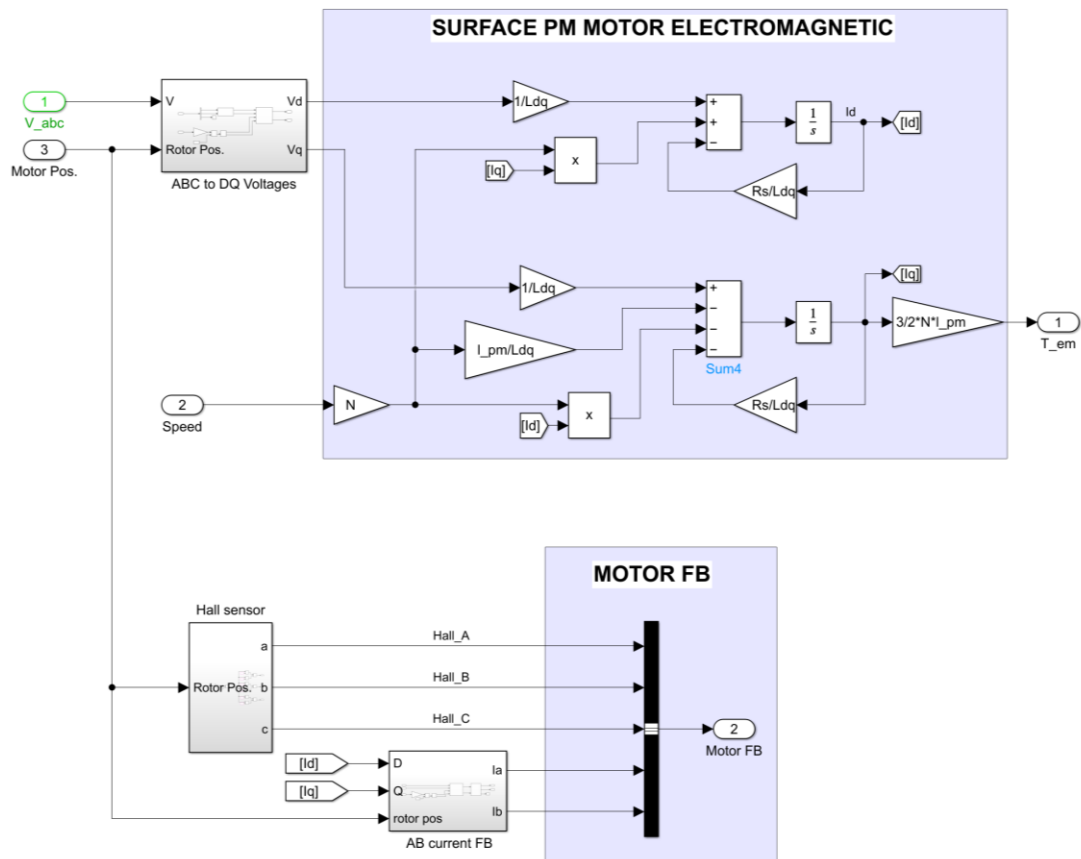 SURFACE PM MOTOR ELECTROMAGNETIC
1
V_abc
3
Motor Pos.
V
Rotor Pos.
Vd
Vq
ABC to DQ Voltages
1/Ldq
[Iq]
x
+
+
−
1
s
Id
[Id]
Rs/Ldq
1/Ldq
l_pm/Ldq
+
−
−
−
Sum4
1
s
[Iq]
3/2*N*l_pm
1
T_em
Rs/Ldq
2
Speed
N
[Id]
x
MOTOR FB
Hall sensor
Rotor Pos.
a
b
c
Hall_A
Hall_B
Hall_C
2
Motor FB
[Id]
[Iq]
D
Q
rotor pos
Ia
Ib
AB current FB